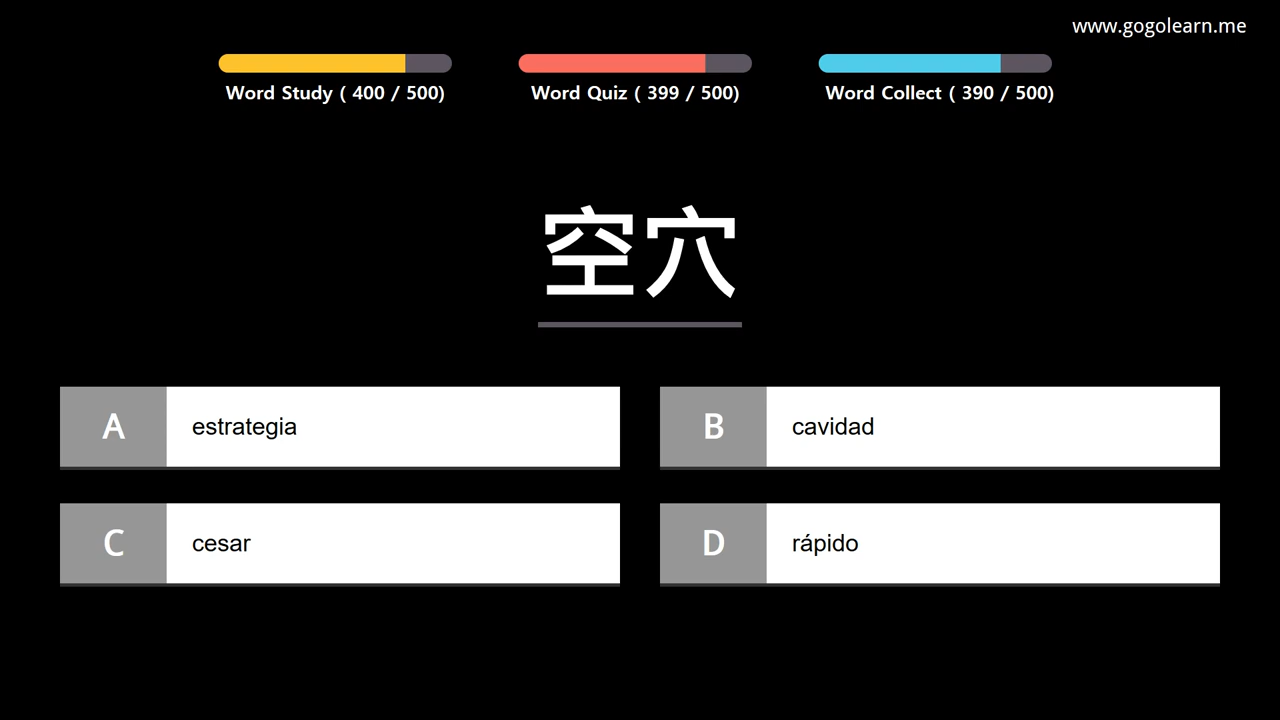 www.gogolearn.me
Word Study ( 400 / 500)
Word Quiz ( 399 / 500)
Word Collect ( 390 / 500)
空穴
A estrategia
B cavidad
C cesar
D rápido